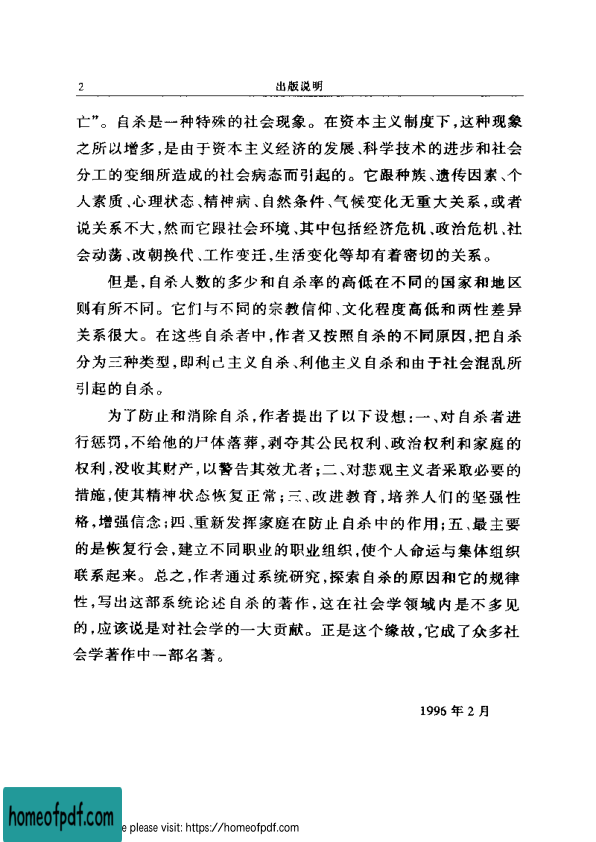 2
出版说明
亡”。自杀是一种特殊的社会现象。在资本主义制度下,这种现象
之所以增多,是由于资本主义经济的发展、科学技术的进步和社会
分工的变细所造成的社会病态而引起的。它跟种族、遗传因素、个
人素质、心理状态、精神病、自然条件、气候变化无重大关系,或者
说关系不大,然而它跟社会环境、其中包括经济危机、政治危机、社
会动荡、改朝换代、工作变迁,生活变化等却有着密切的关系。
但是,自杀人数的多少和自杀率的高低在不同的国家和地区
则有所不同。它们与不同的宗教信仰、文化程度高低和两性差异
关系很大。在这些自杀者中,作者又按照自杀的不同原因,把自杀
分为三种类型,即利己主义自杀、利他主义自杀和由于社会混乱所
引起的自杀。
为了防止和消除自杀,作者提出了以下设想:一、对自杀者进
行惩罚,不给他的尸体落葬,剥夺其公民权利、政治权利和家庭的
权利,没收其财产,以警告其效尤者;二、对悲观主义者采取必要的
措施,使其精神状态恢复正常;三、改进教育,培养人们的坚强性
格,增强信念;四、重新发挥家庭在防止自杀中的作用;五、最主要
的是恢复行会,建立不同职业的职业组织,使个人命运与集体组织
联系起来。总之,作者通过系统研究,探索自杀的原因和它的规律
性,写出这部系统论述自杀的著作,这在社会学领域内是不多见
的,应该说是对社会学的一大贡献。正是这个缘故,它成了众多社
会学著作中一部名著。
1996年2月
homeofpdf.com
e please visit: https://homeofpdf.com